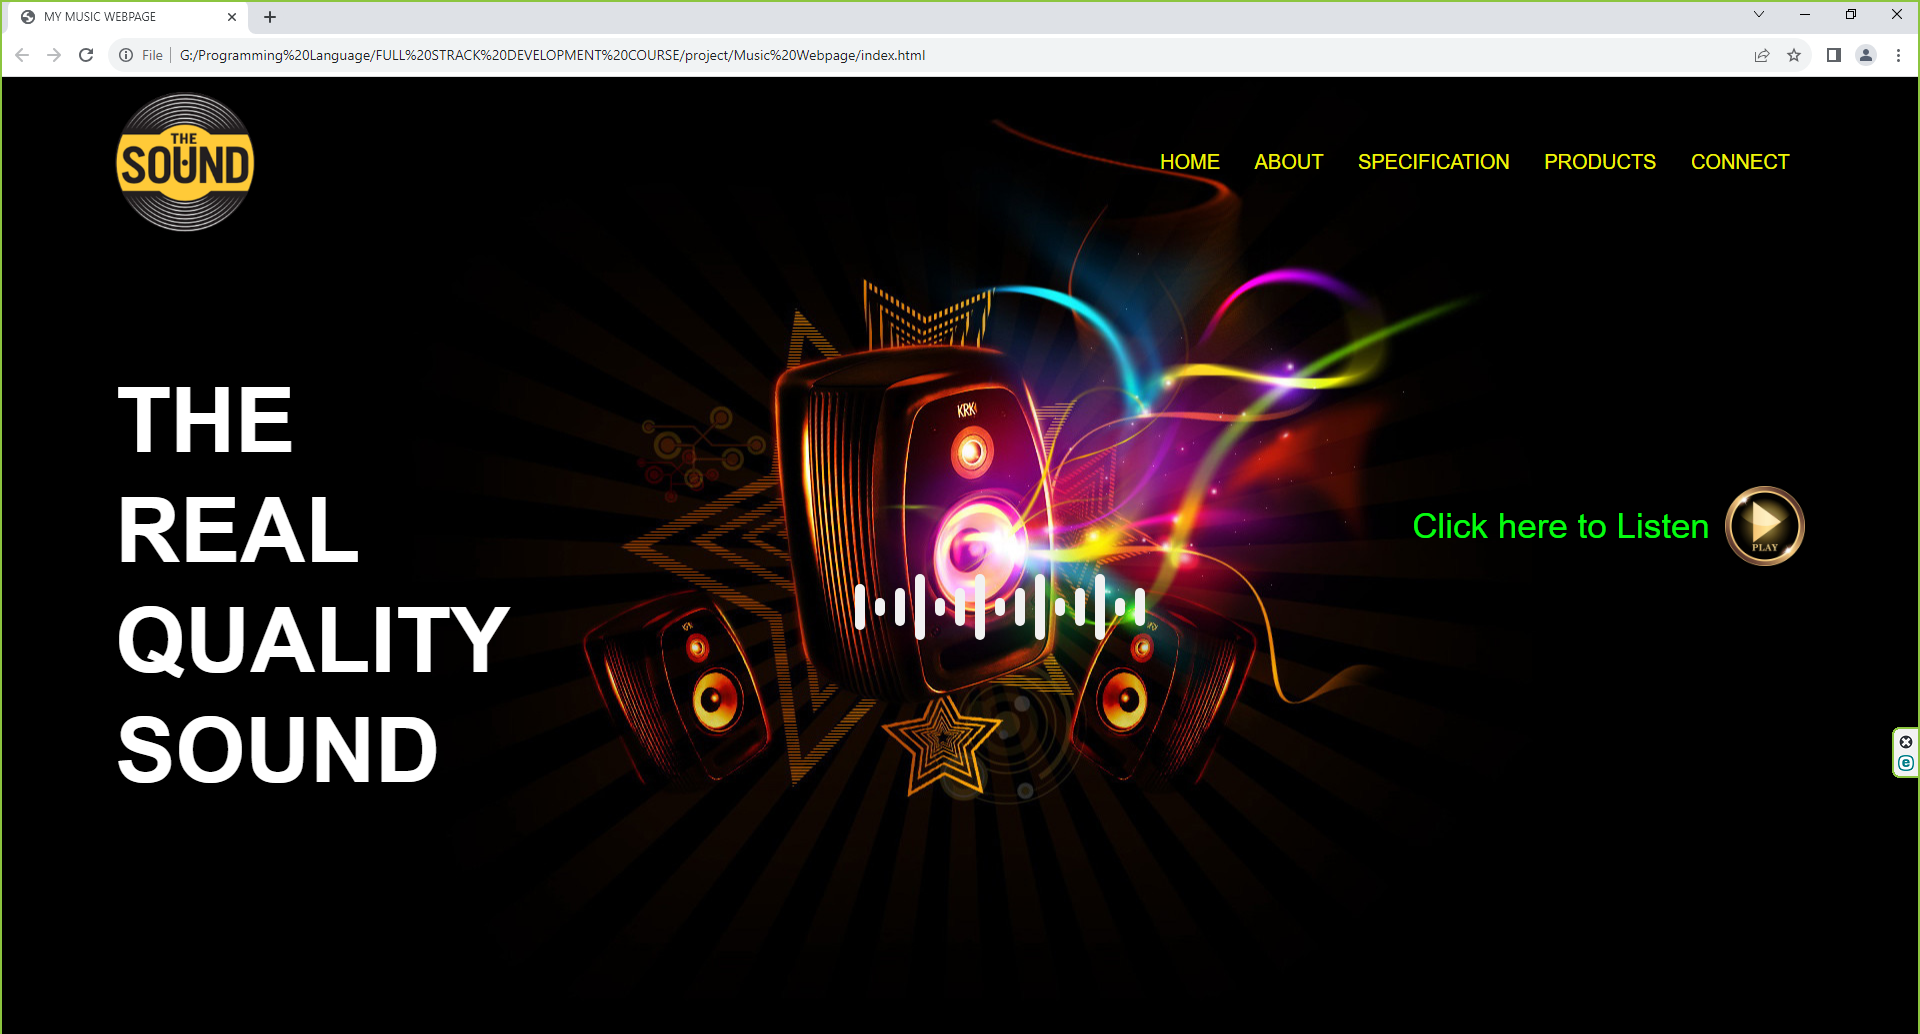 MY MUSIC WEBPAGE
File
G:/Programming%20Language/FULL%20STRACK%20DEVELOPMENT%20COURSE/project/Music%20Webpage/index.html
THE
SOUND
HOME ABOUT SPECIFICATION PRODUCTS CONNECT
THE
REAL
QUALITY
SOUND
KRK
Click here to Listen
PLAY